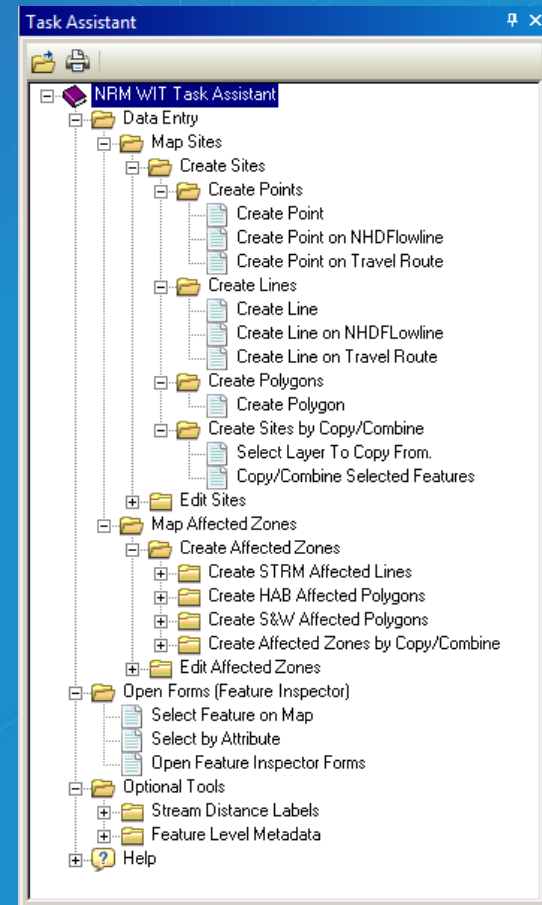 Task Assistant
NRM WIT Task Assistant
Data Entry
Map Sites
Create Sites
Create Points
Create Point
Create Point on NHDFlowline
Create Point on Travel Route
Create Lines
Create Line
Create Line on NHDFLowline
Create Line on Travel Route
Create Polygons
Create Polygon
Create Sites by Copy/Combine
Select Layer To Copy From.
Copy/Combine Selected Features
Edit Sites
Map Affected Zones
Create Affected Zones
Create STRM Affected Lines
Create HAB Affected Polygons
Create S&W Affected Polygons
Create Affected Zones by Copy/Combine
Edit Affected Zones
Open Forms (Feature Inspector)
Select Feature on Map
Select by Attribute
Open Feature Inspector Forms
Optional Tools
Stream Distance Labels
Feature Level Metadata
Help